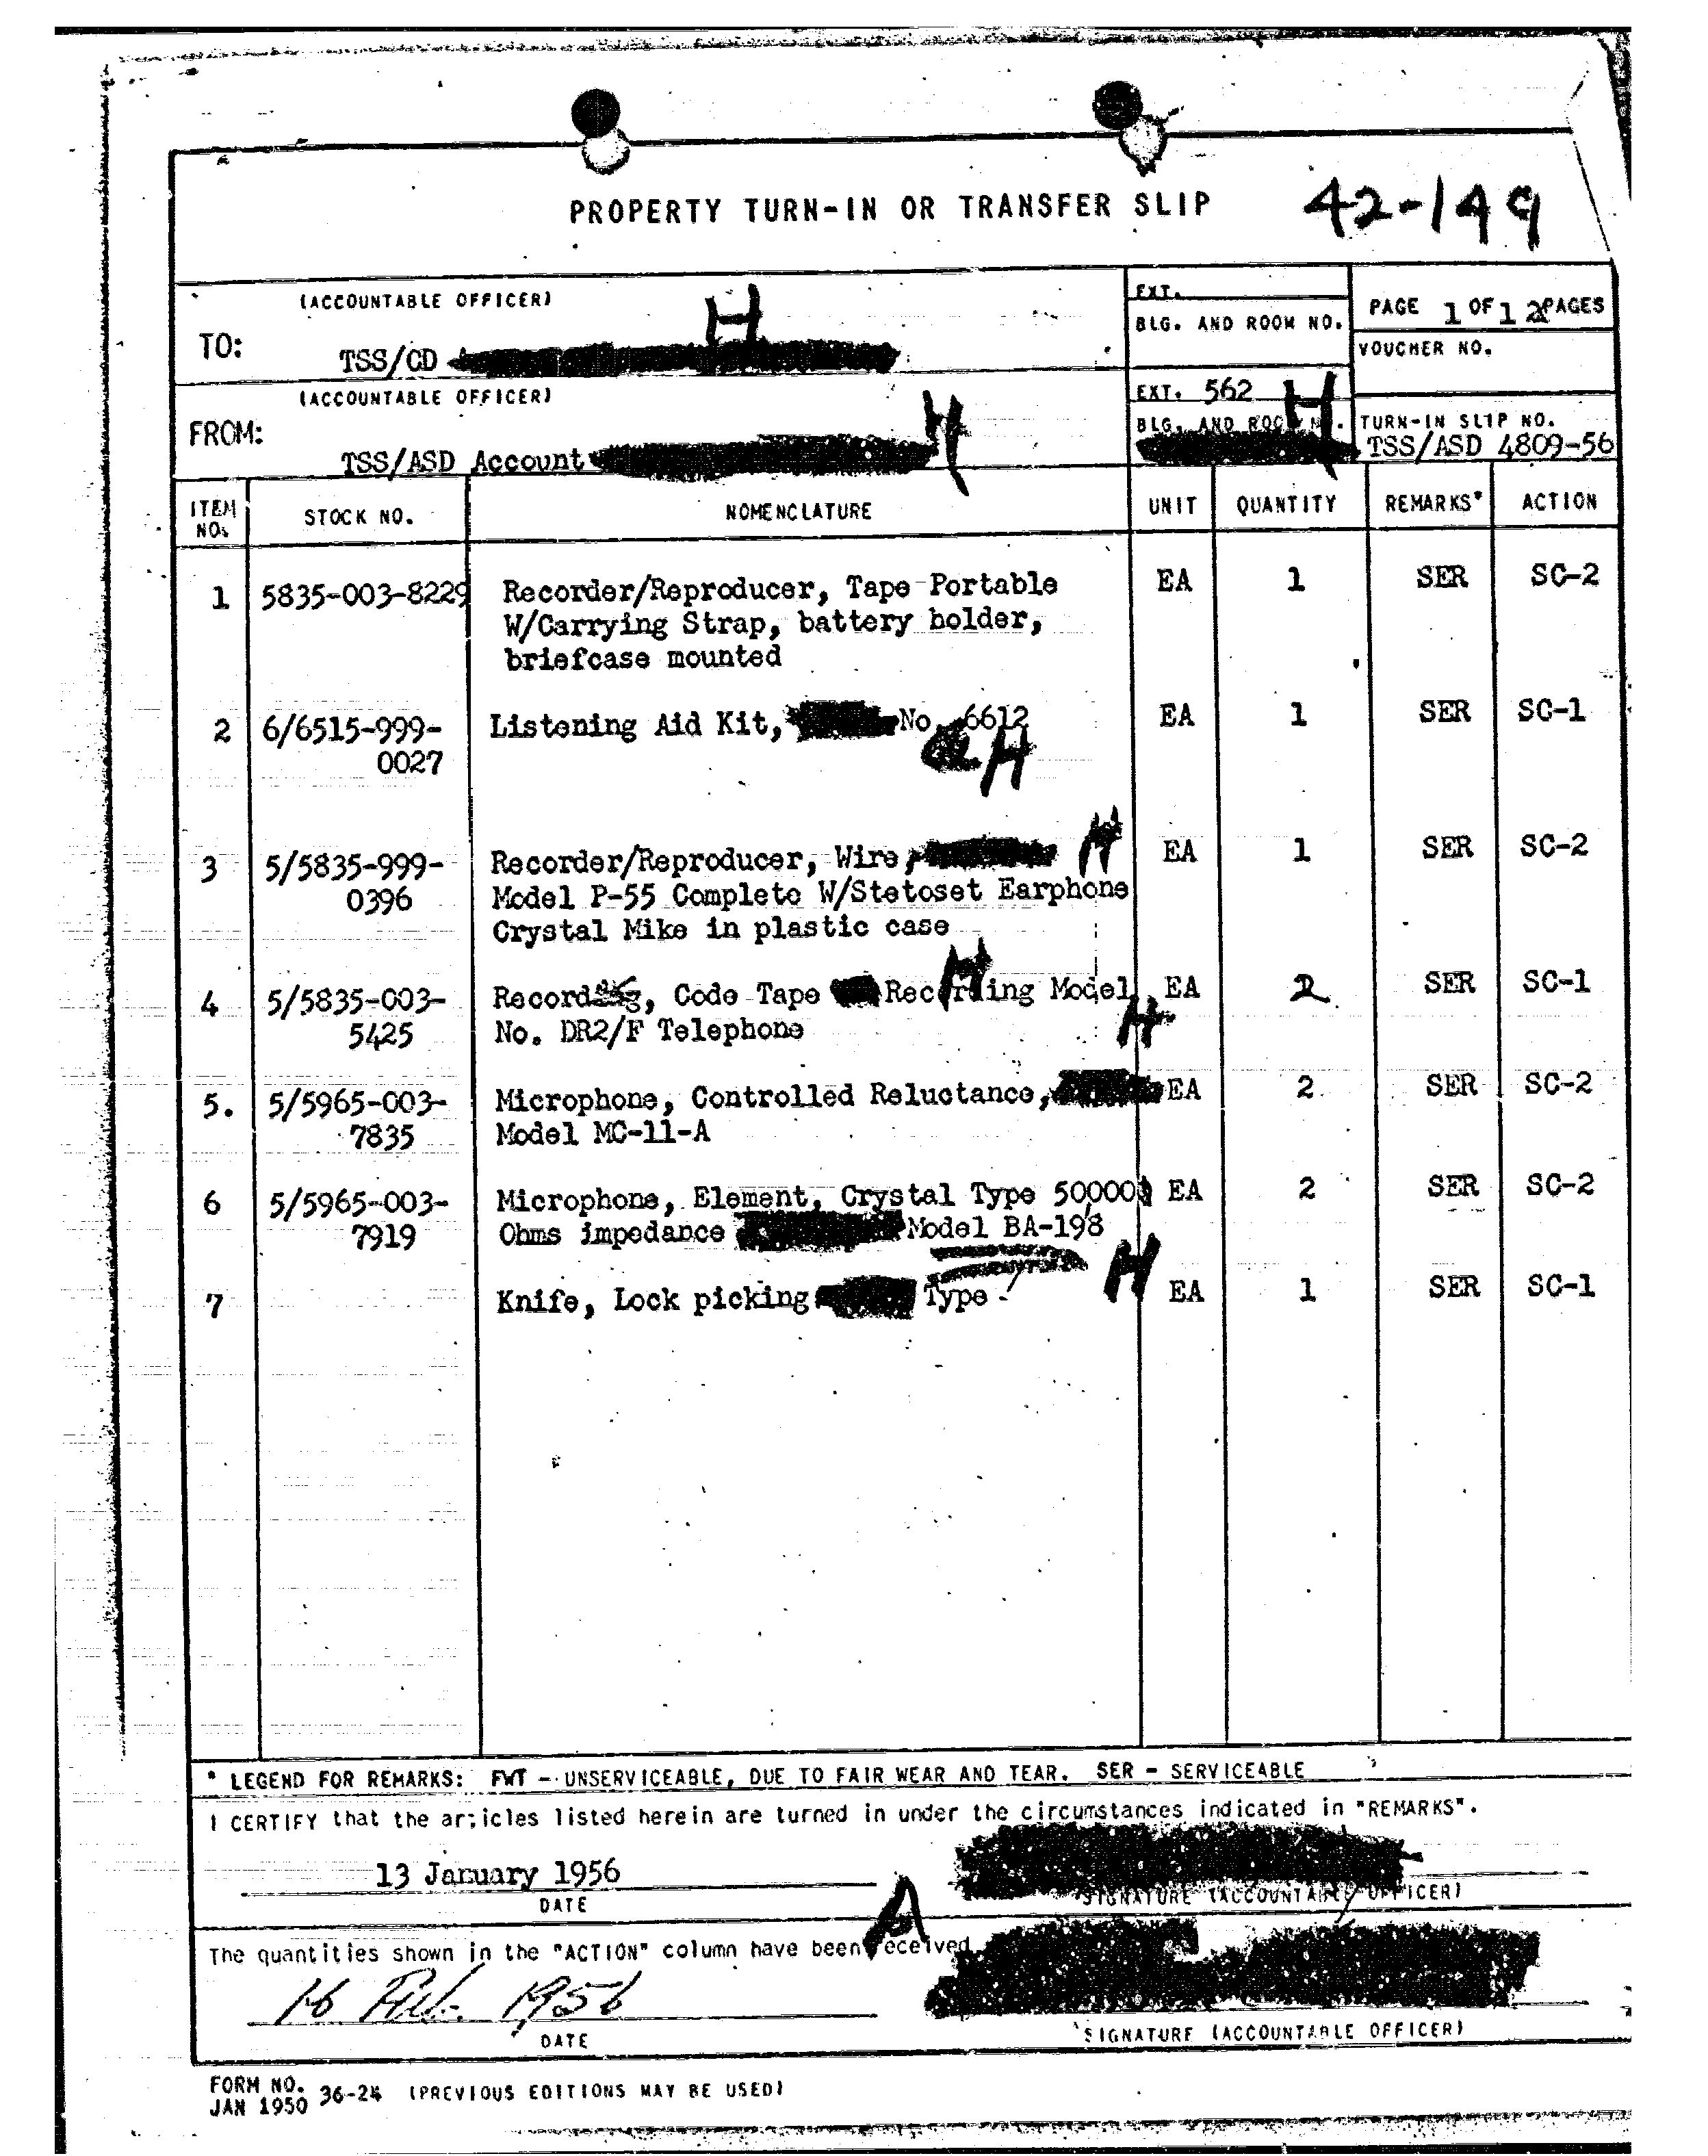 PROPERTY TURN-IN OR TRANSFER SLIP
42-149
(ACCOUNTABLE OFFICER)
H
TO:
TSS/CD
EXT.
BLG. AND ROOM NO.
PAGE 1 OF 1 PAGES
VOUCHER NO.
(ACCOUNTABLE OFFICER)
H
FROM:
TSS/ASD Account
EXT. 562
H
BLG. AND ROOM NO.
TURN-IN SLIP NO.
TSS/ASD 4809-56
ITEM NO. STOCK NO. NOMENCLATURE UNIT QUANTITY REMARKS* ACTION
1 5835-003-8229 Recorder/Reproducer, Tape Portable EA 1 SER SC-2
W/Carrying Strap, battery holder,
briefcase mounted
2 6/6515-999- Listening Aid Kit, No. 6612 EA 1 SER SC-1
0027
H
3 5/5835-999- Recorder/Reproducer, Wire, H EA 1 SER SC-2
0396 Model P-55 Complete W/Stetoset Earphone
Crystal Mike in plastic case
H
4 5/5835-003- Code Tape Recording Model EA 2 SER SC-1
5425 No. DR2/F Telephone
H
5. 5/5965-003- Microphone, Controlled Reluctance, EA 2 SER SC-2
7835 Model MC-11-A
6 5/5965-003- Microphone, Element, Crystal Type 50,000 EA 2 SER SC-2
7919 Ohms impedance Model BA-198
H
7 Knife, Lock picking Type EA 1 SER SC-1
* LEGEND FOR REMARKS: FWT - UNSERVICEABLE, DUE TO FAIR WEAR AND TEAR. SER - SERVICEABLE
I CERTIFY that the articles listed herein are turned in under the circumstances indicated in "REMARKS".
13 January 1956
DATE
SIGNATURE (ACCOUNTABLE OFFICER)
The quantities shown in the "ACTION" column have been received
16 Feb. 1956
DATE
SIGNATURE (ACCOUNTABLE OFFICER)
FORM NO. 36-24 (PREVIOUS EDITIONS MAY BE USED)
JAN 1950